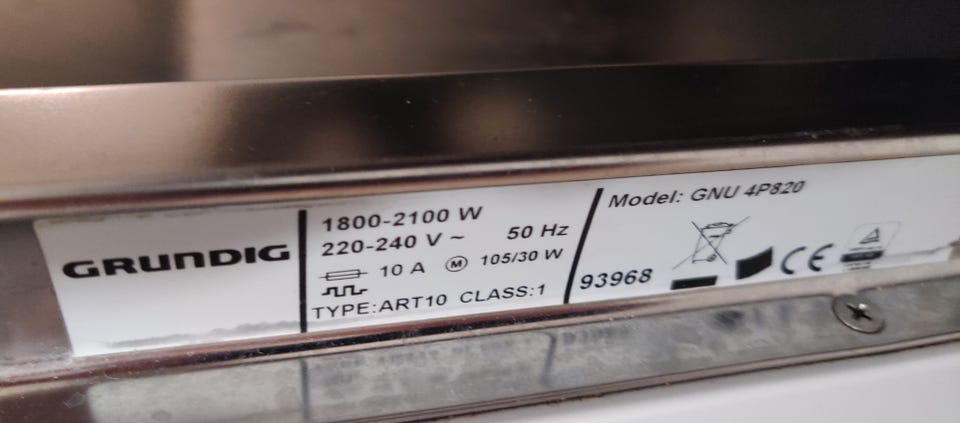 GRUNDIG
1800-2100 W
220-240 V ~ 50 Hz
10 A M 105/30 W
TYPE:ART10 CLASS:1
Model: GNU 4P820
93968
CE